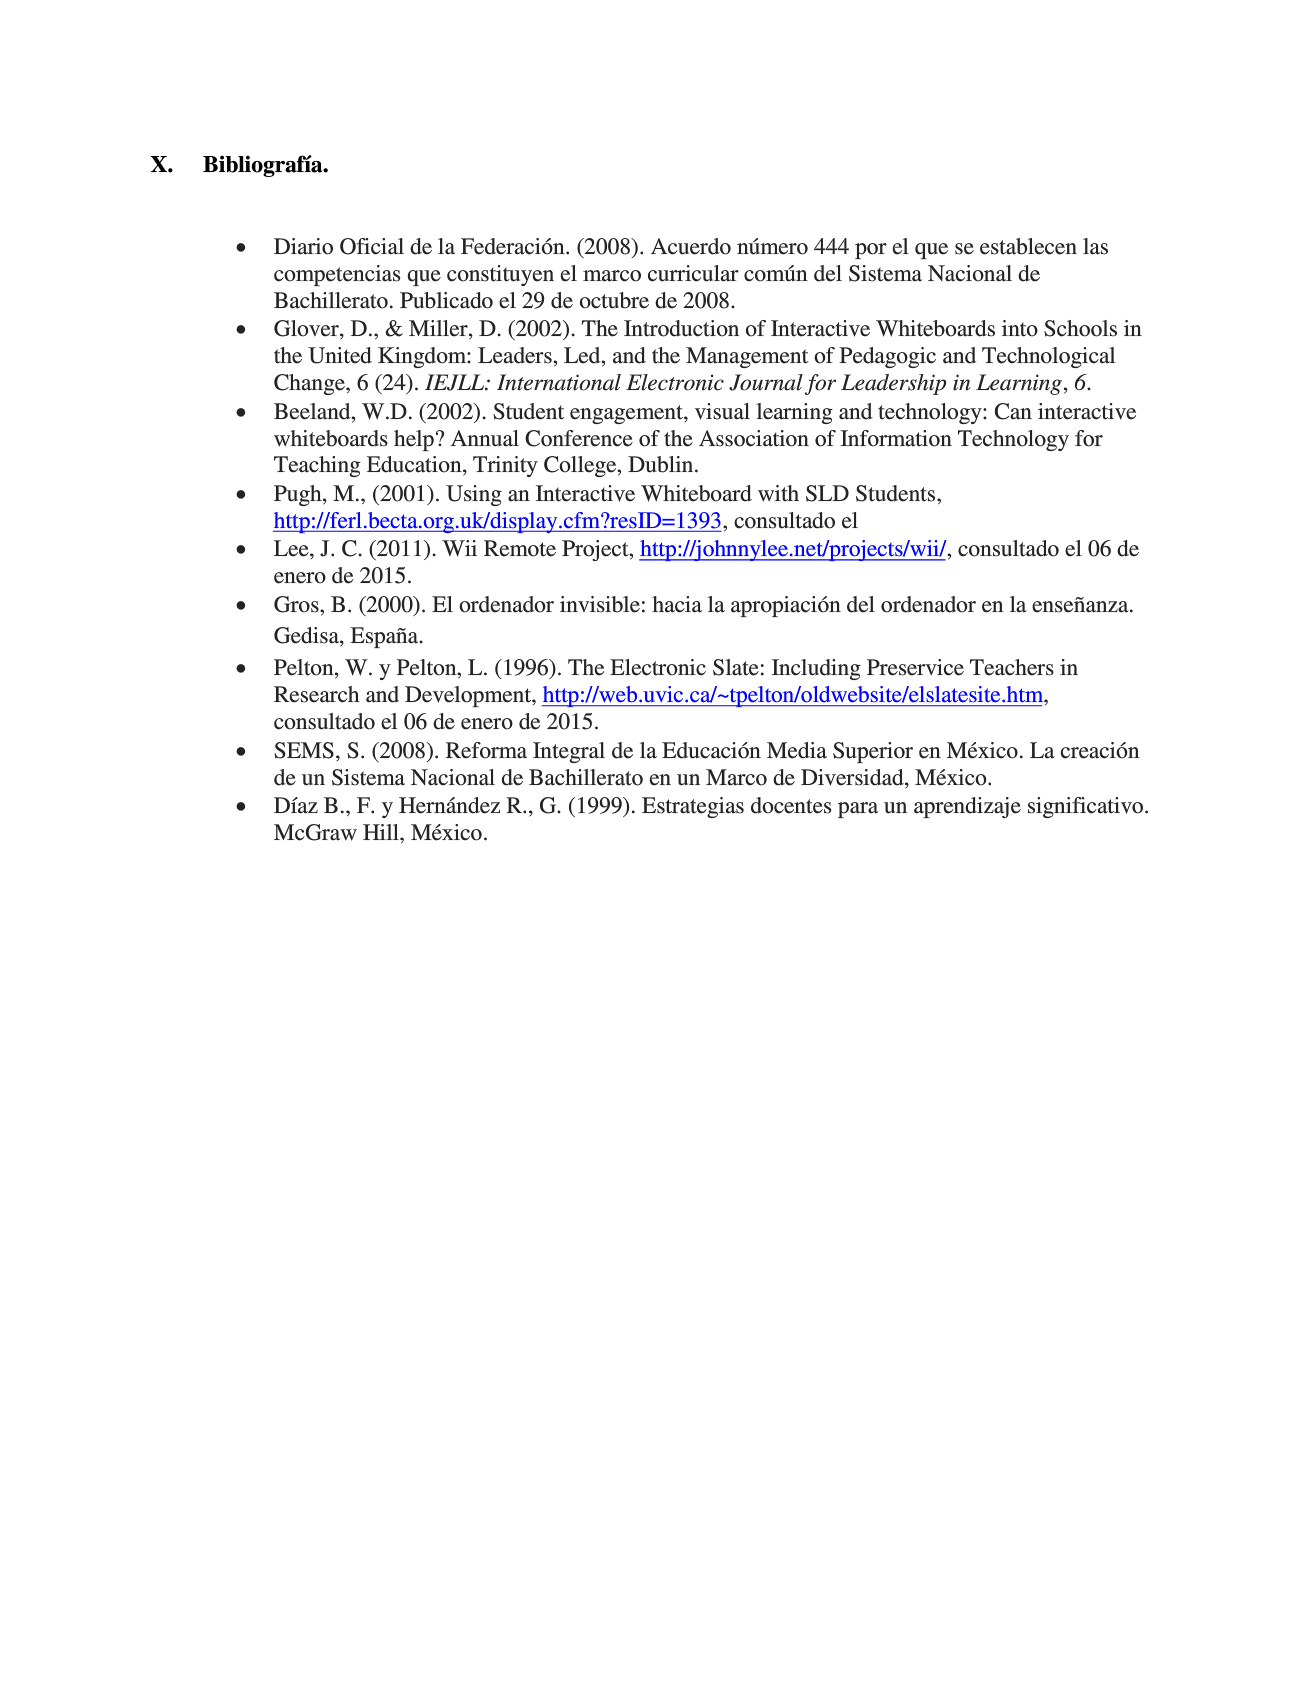 X. Bibliografía.
• Diario Oficial de la Federación. (2008). Acuerdo número 444 por el que se establecen las
competencias que constituyen el marco curricular común del Sistema Nacional de
Bachillerato. Publicado el 29 de octubre de 2008.
• Glover, D., & Miller, D. (2002). The Introduction of Interactive Whiteboards into Schools in
the United Kingdom: Leaders, Led, and the Management of Pedagogic and Technological
Change, 6 (24). IEJLL: International Electronic Journal for Leadership in Learning, 6.
• Beeland, W.D. (2002). Student engagement, visual learning and technology: Can interactive
whiteboards help? Annual Conference of the Association of Information Technology for
Teaching Education, Trinity College, Dublin.
• Pugh, M., (2001). Using an Interactive Whiteboard with SLD Students,
http://ferl.becta.org.uk/display.cfm?resID=1393, consultado el
• Lee, J. C. (2011). Wii Remote Project, http://johnnylee.net/projects/wii/, consultado el 06 de
enero de 2015.
• Gros, B. (2000). El ordenador invisible: hacia la apropiación del ordenador en la enseñanza.
Gedisa, España.
• Pelton, W. y Pelton, L. (1996). The Electronic Slate: Including Preservice Teachers in
Research and Development, http://web.uvic.ca/~tpelton/oldwebsite/elslatesite.htm,
consultado el 06 de enero de 2015.
• SEMS, S. (2008). Reforma Integral de la Educación Media Superior en México. La creación
de un Sistema Nacional de Bachillerato en un Marco de Diversidad, México.
• Díaz B., F. y Hernández R., G. (1999). Estrategias docentes para un aprendizaje significativo.
McGraw Hill, México.